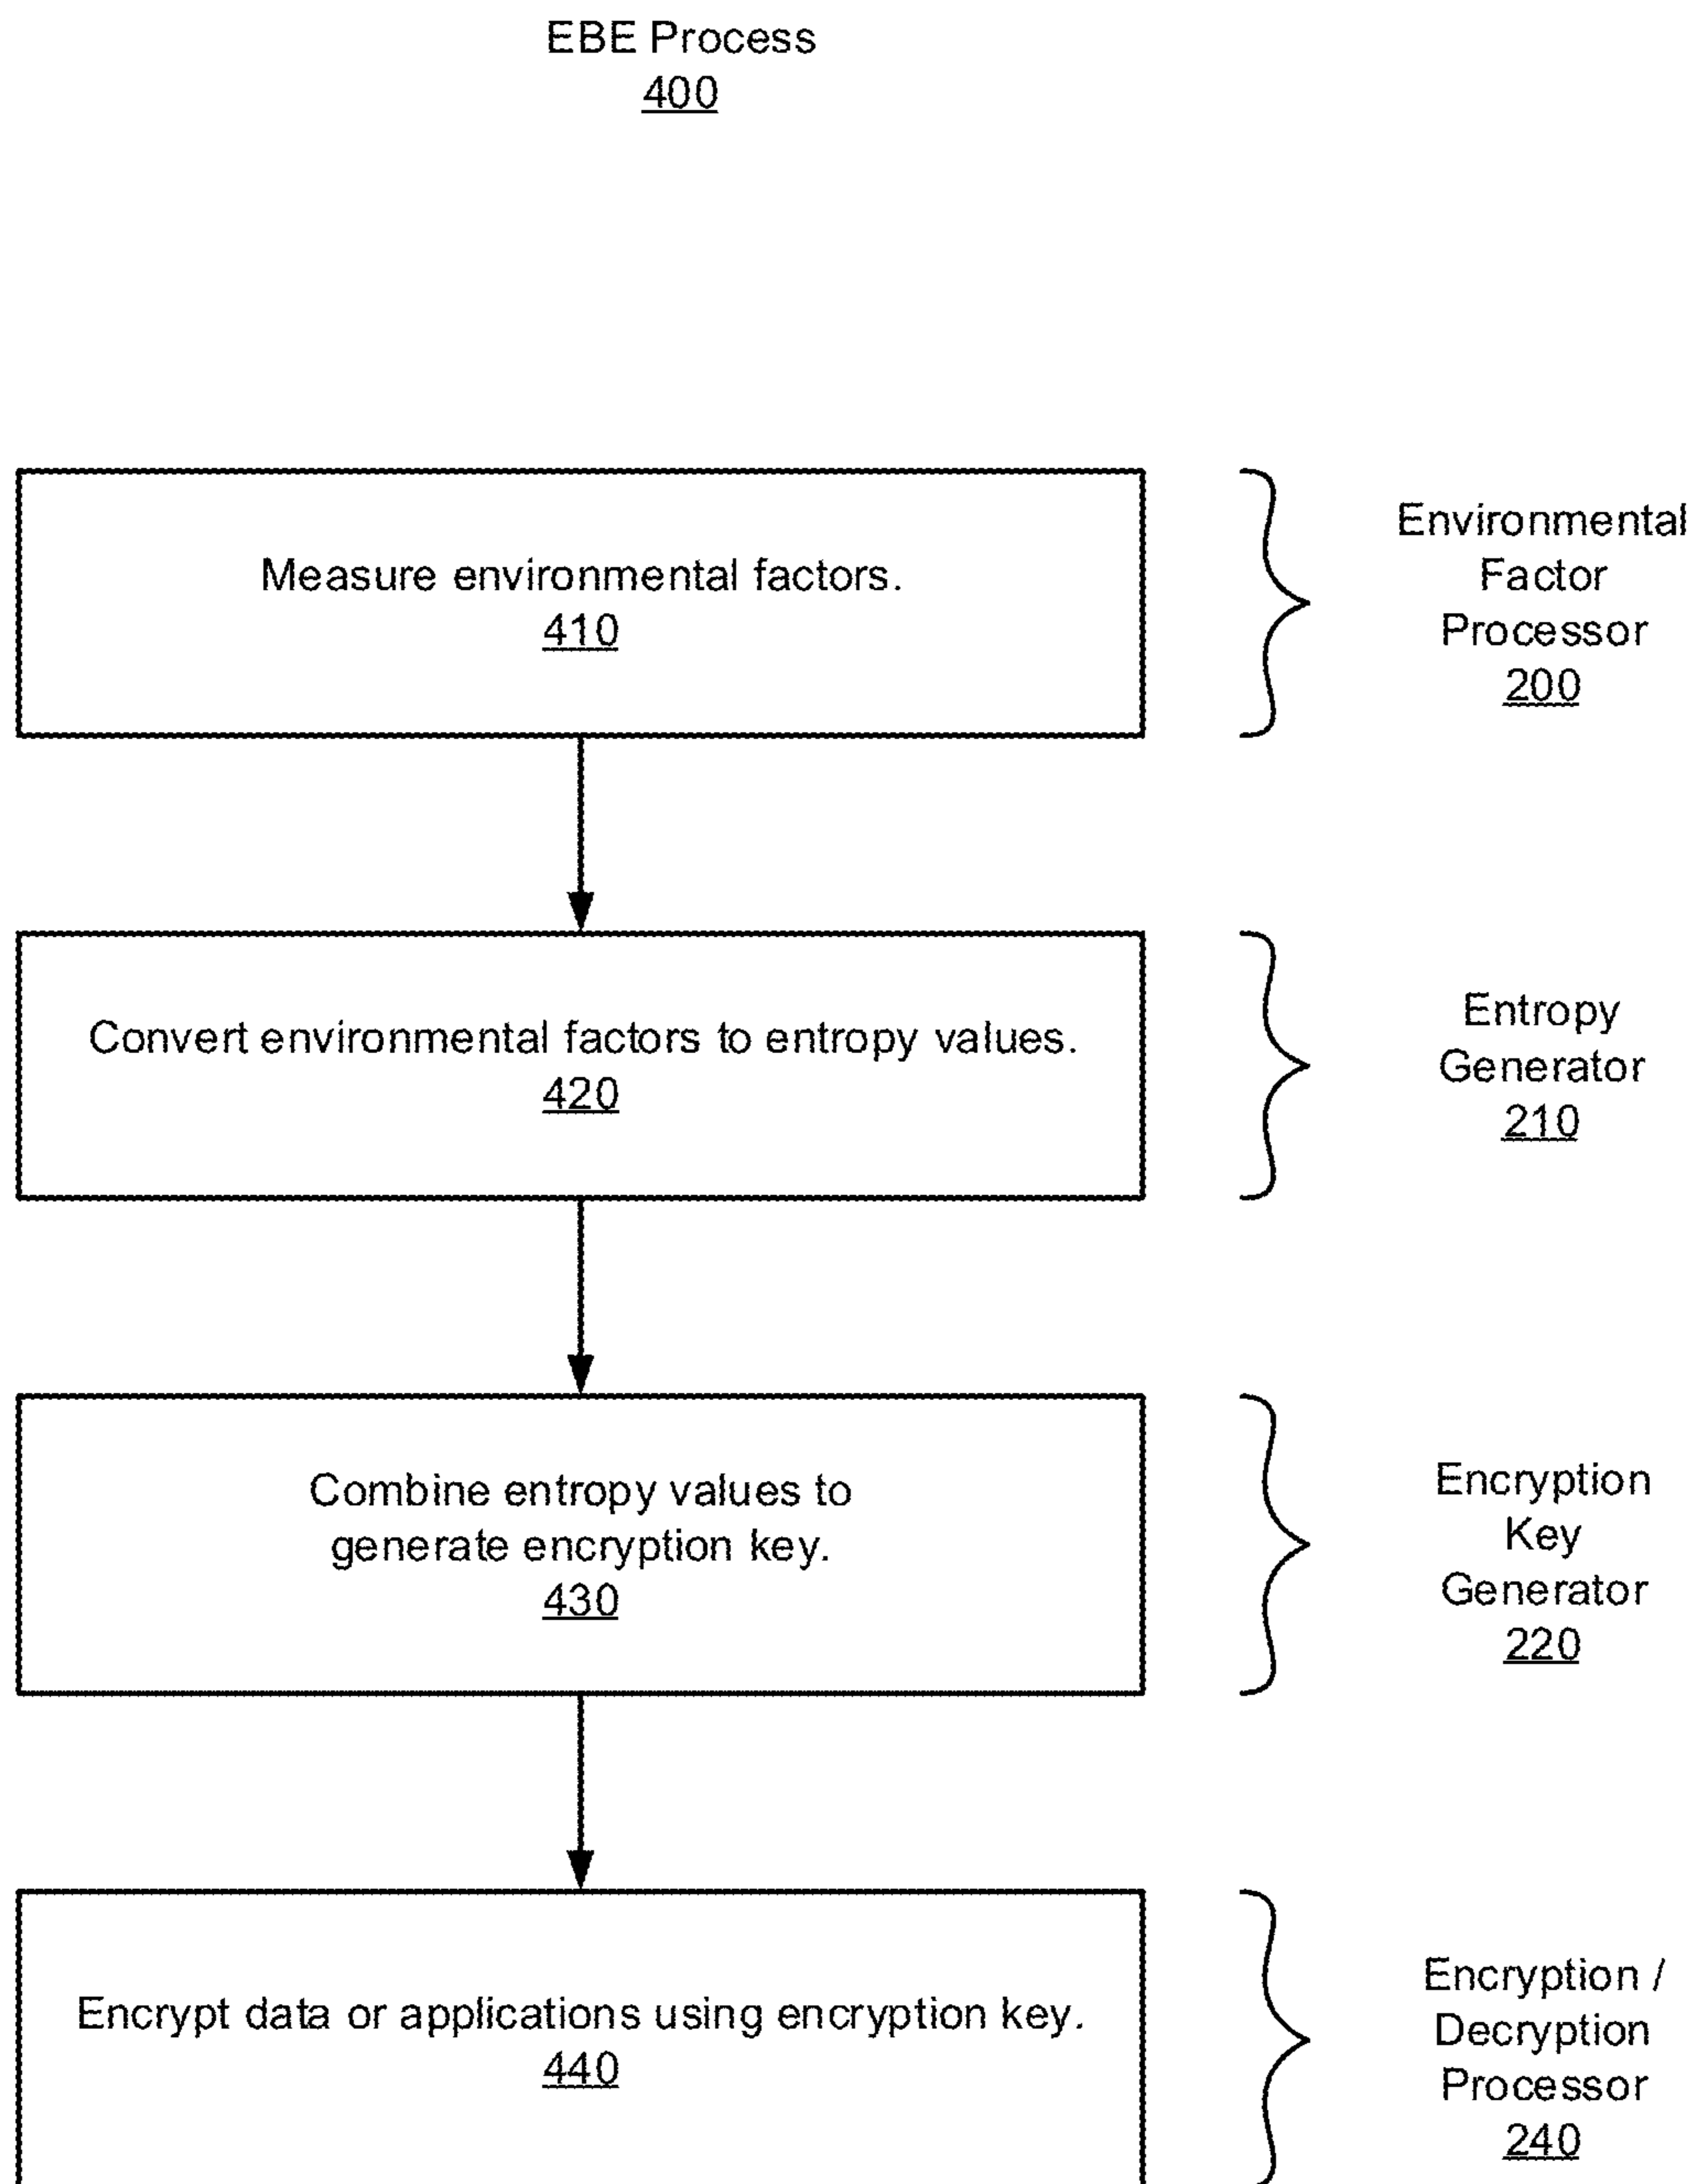 EBE Process
400
Measure environmental factors.
410
Environmental
Factor
Processor
200
Convert environmental factors to entropy values.
420
Entropy
Generator
210
Combine entropy values to
generate encryption key.
430
Encryption
Key
Generator
220
Encrypt data or applications using encryption key.
440
Encryption /
Decryption
Processor
240